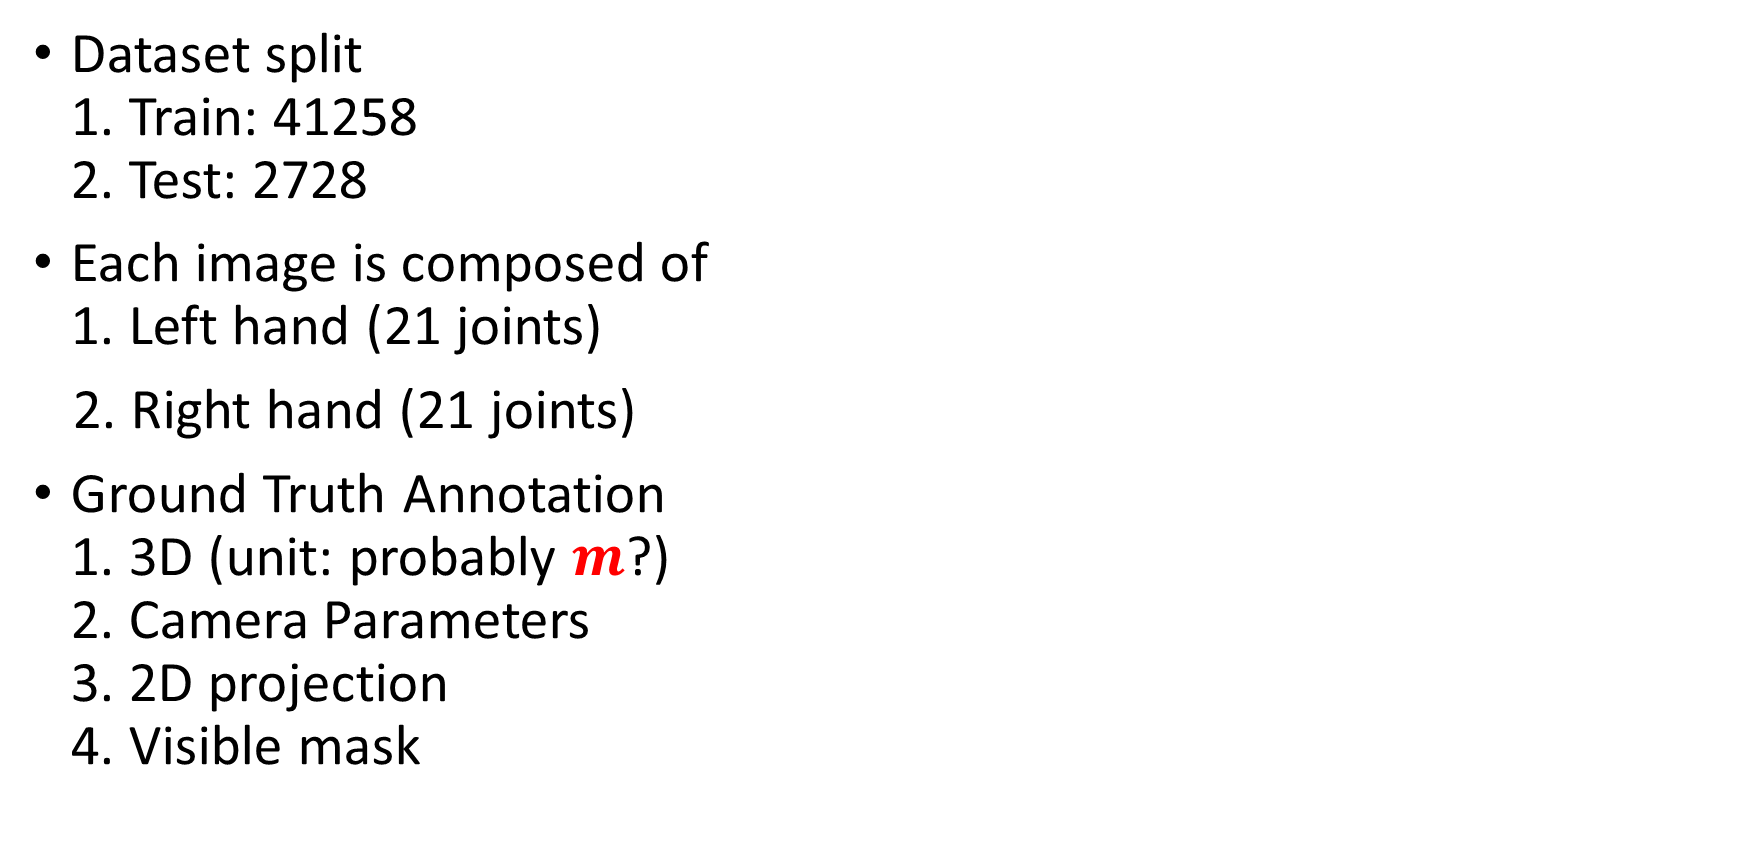 • Dataset split
1. Train: 41258
2. Test: 2728
• Each image is composed of
1. Left hand (21 joints)
2. Right hand (21 joints)
• Ground Truth Annotation
1. 3D (unit: probably m?)
2. Camera Parameters
3. 2D projection
4. Visible mask